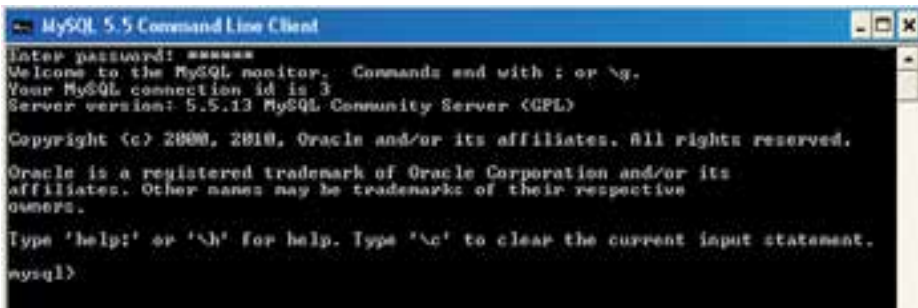 MySQL 5.5 Command Line Client
Enter password: ******
Welcome to the MySQL monitor.  Commands end with ; or \g.
Your MySQL connection id is 3
Server version: 5.5.13 MySQL Community Server (GPL)
Copyright (c) 2000, 2010, Oracle and/or its affiliates. All rights reserved.
Oracle is a registered trademark of Oracle Corporation and/or its
affiliates. Other names may be trademarks of their respective
owners.
Type 'help;' or '\h' for help. Type '\c' to clear the current input statement.
mysql>